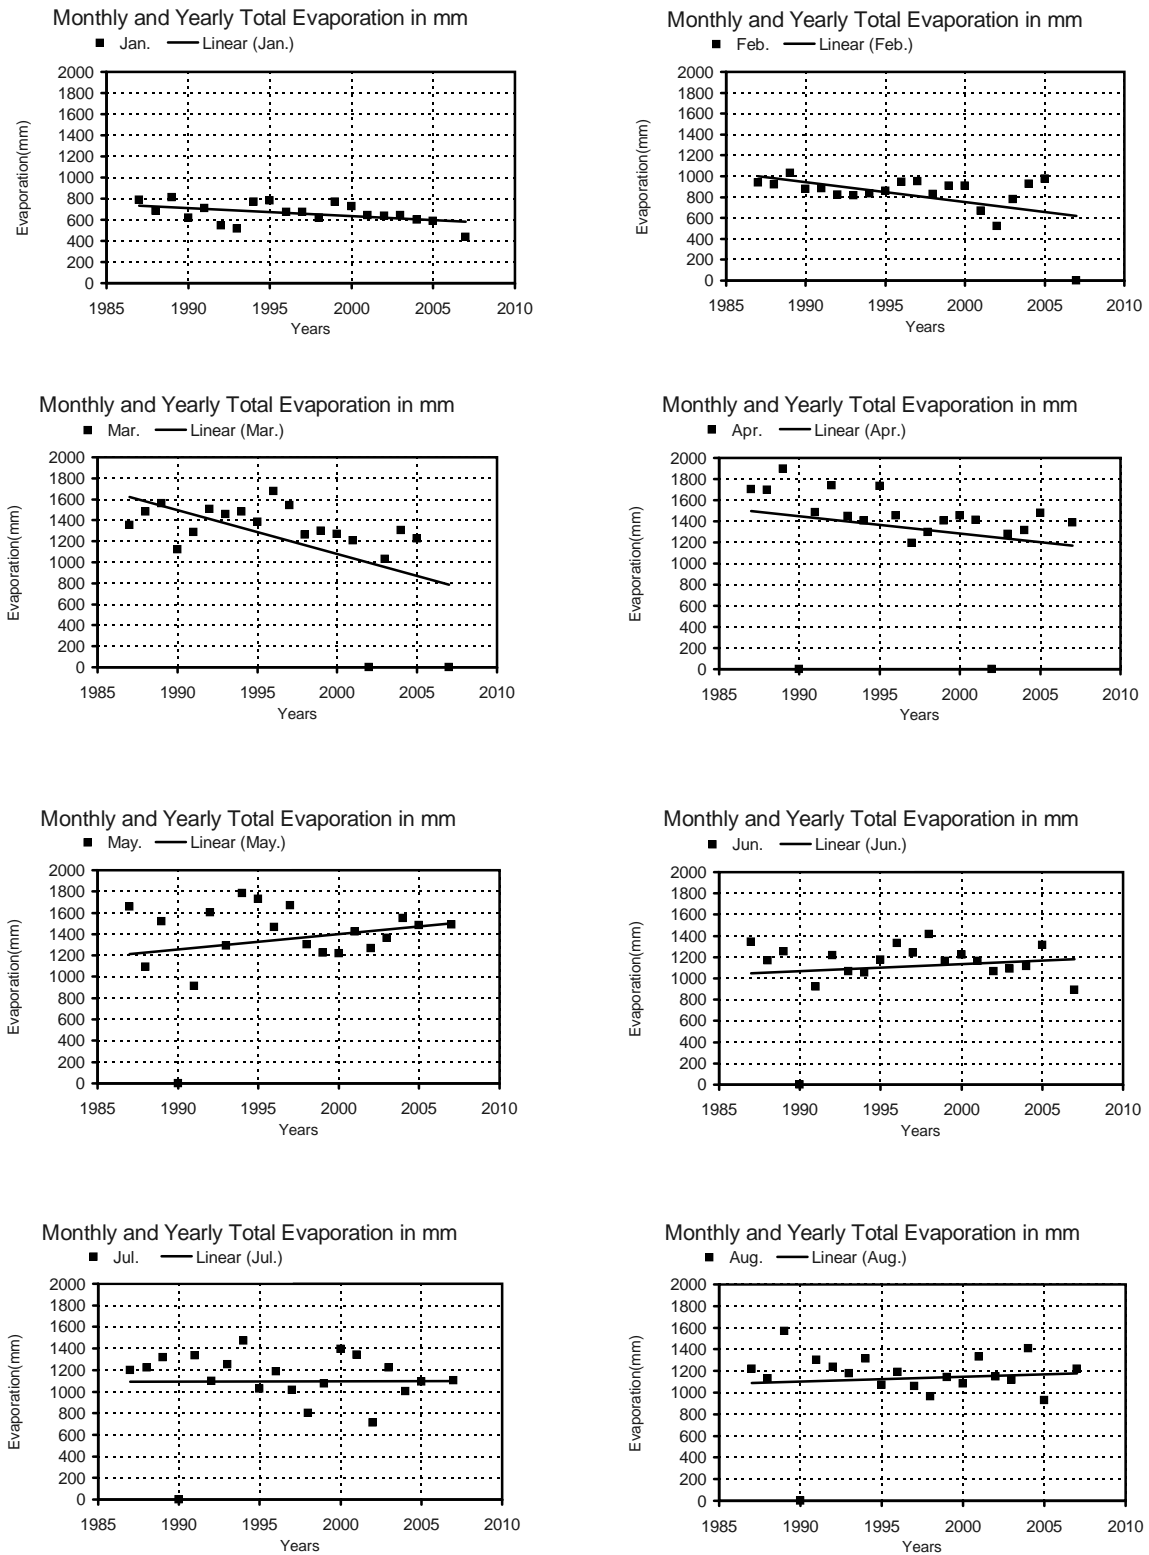 Monthly and Yearly Total Evaporation in mm
Jan. Linear (Jan.)
2000
1800
1600
1400
1200
1000
800
600
400
200
0
1985 1990 1995 2000 2005 2010
Years
Evaporation(mm)
Monthly and Yearly Total Evaporation in mm
Feb. Linear (Feb.)
2000
1800
1600
1400
1200
1000
800
600
400
200
0
1985 1990 1995 2000 2005 2010
Years
Evaporation(mm)
Monthly and Yearly Total Evaporation in mm
Mar. Linear (Mar.)
2000
1800
1600
1400
1200
1000
800
600
400
200
0
1985 1990 1995 2000 2005 2010
Years
Evaporation(mm)
Monthly and Yearly Total Evaporation in mm
Apr. Linear (Apr.)
2000
1800
1600
1400
1200
1000
800
600
400
200
0
1985 1990 1995 2000 2005 2010
Years
Evaporation(mm)
Monthly and Yearly Total Evaporation in mm
May. Linear (May.)
2000
1800
1600
1400
1200
1000
800
600
400
200
0
1985 1990 1995 2000 2005 2010
Years
Evaporation(mm)
Monthly and Yearly Total Evaporation in mm
Jun. Linear (Jun.)
2000
1800
1600
1400
1200
1000
800
600
400
200
0
1985 1990 1995 2000 2005 2010
Years
Evaporation(mm)
Monthly and Yearly Total Evaporation in mm
Jul. Linear (Jul.)
2000
1800
1600
1400
1200
1000
800
600
400
200
0
1985 1990 1995 2000 2005 2010
Years
Evaporation(mm)
Monthly and Yearly Total Evaporation in mm
Aug. Linear (Aug.)
2000
1800
1600
1400
1200
1000
800
600
400
200
0
1985 1990 1995 2000 2005 2010
Years
Evaporation(mm)